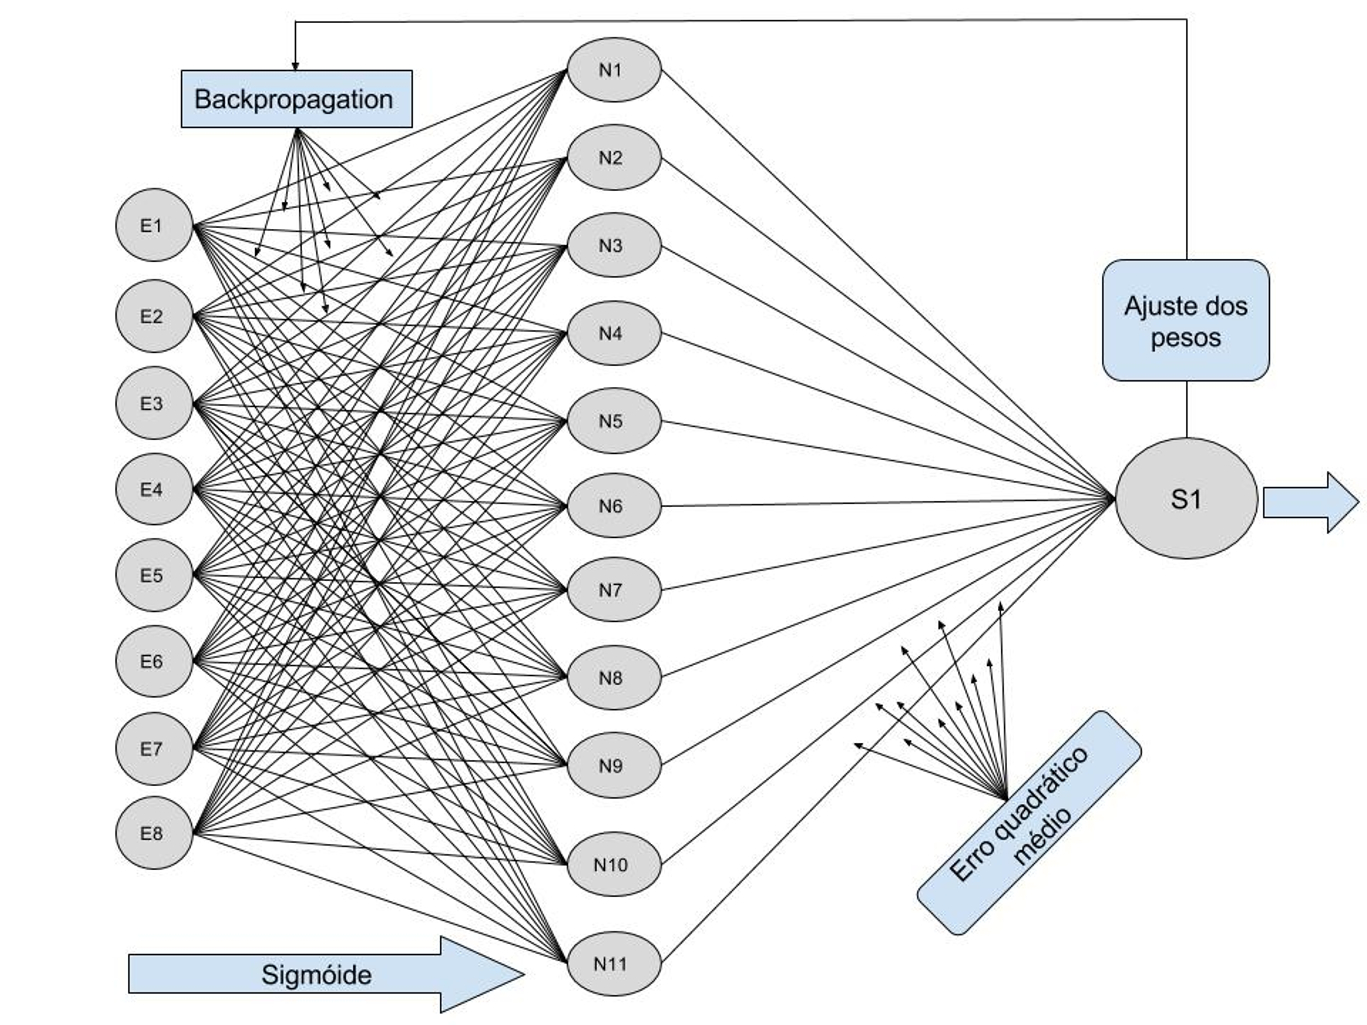 Backpropagation
N1
N2
N3
N4
N5
N6
N7
N8
N9
N10
N11
E1
E2
E3
E4
E5
E6
E7
E8
Ajuste dos
pesos
S1
Erro quadrático
médio
Sigmóide